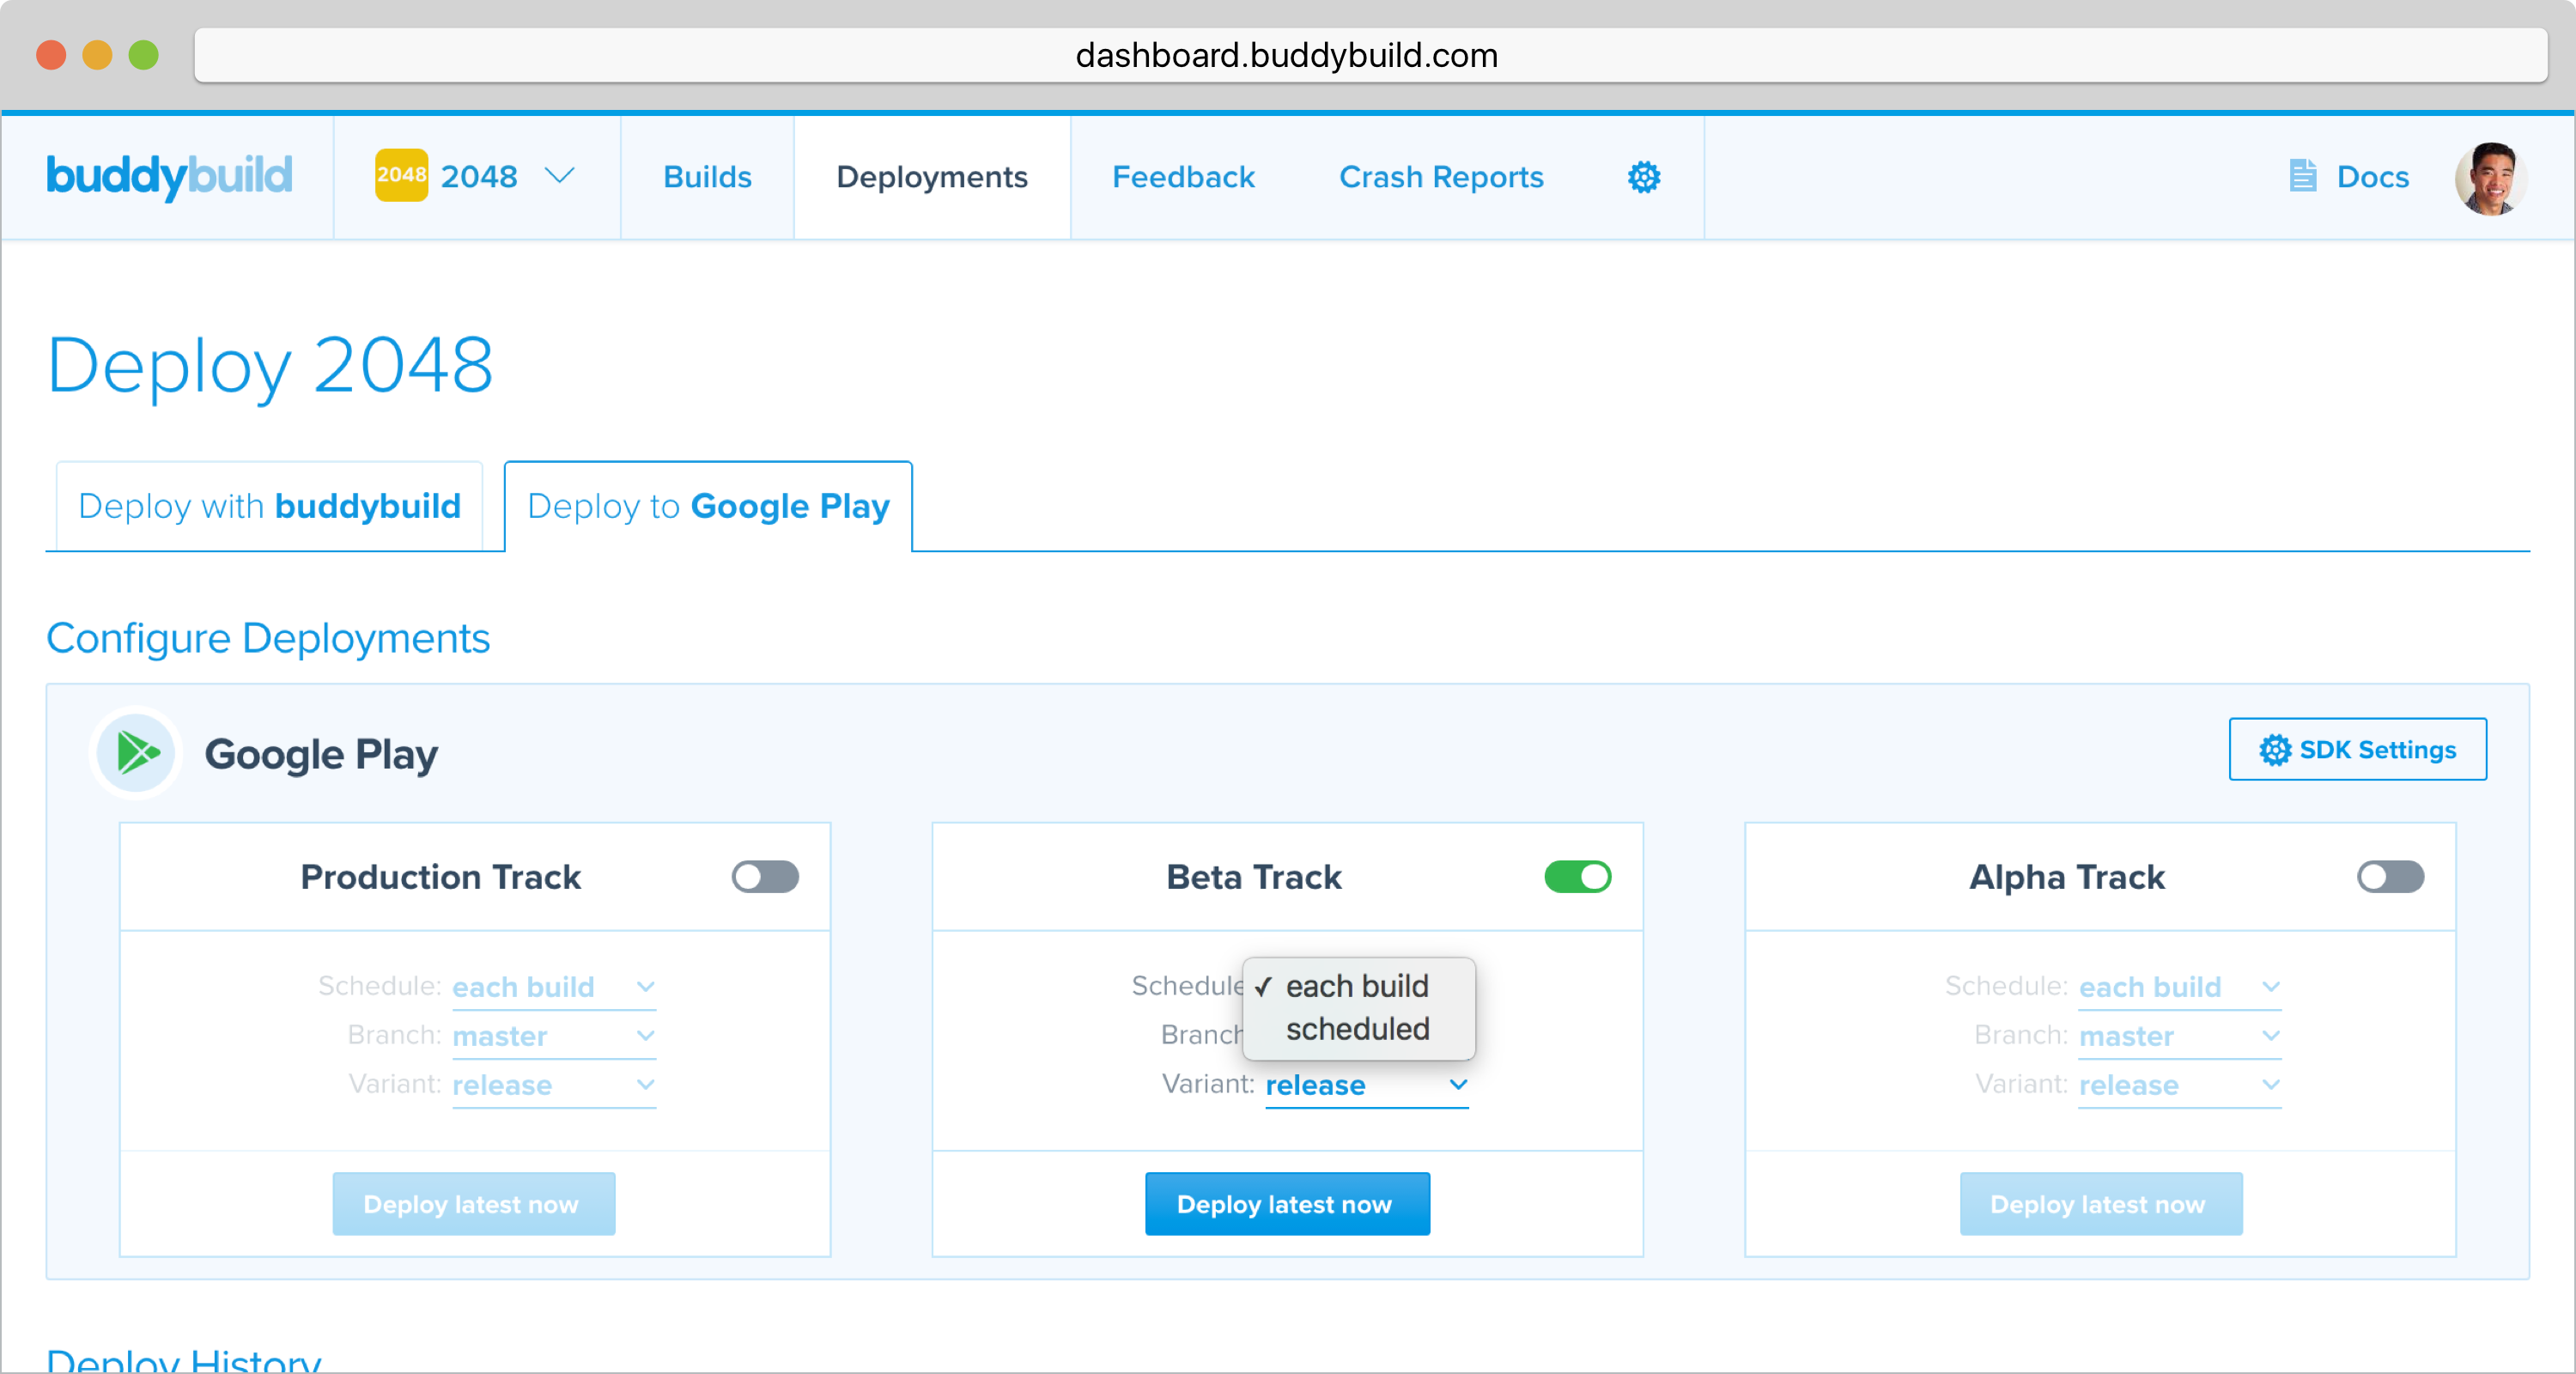 dashboard.buddybuild.com
buddybuild
2048 2048
Builds
Deployments
Feedback
Crash Reports
Docs
Deploy 2048
Deploy with buddybuild
Deploy to Google Play
Configure Deployments
Google Play
SDK Settings
Production Track
Schedule: each build
Branch: master
Variant: release
Deploy latest now
Beta Track
Schedule ✓ each build
Branch scheduled
Variant: release
Deploy latest now
Alpha Track
Schedule: each build
Branch: master
Variant: release
Deploy latest now
Deploy History